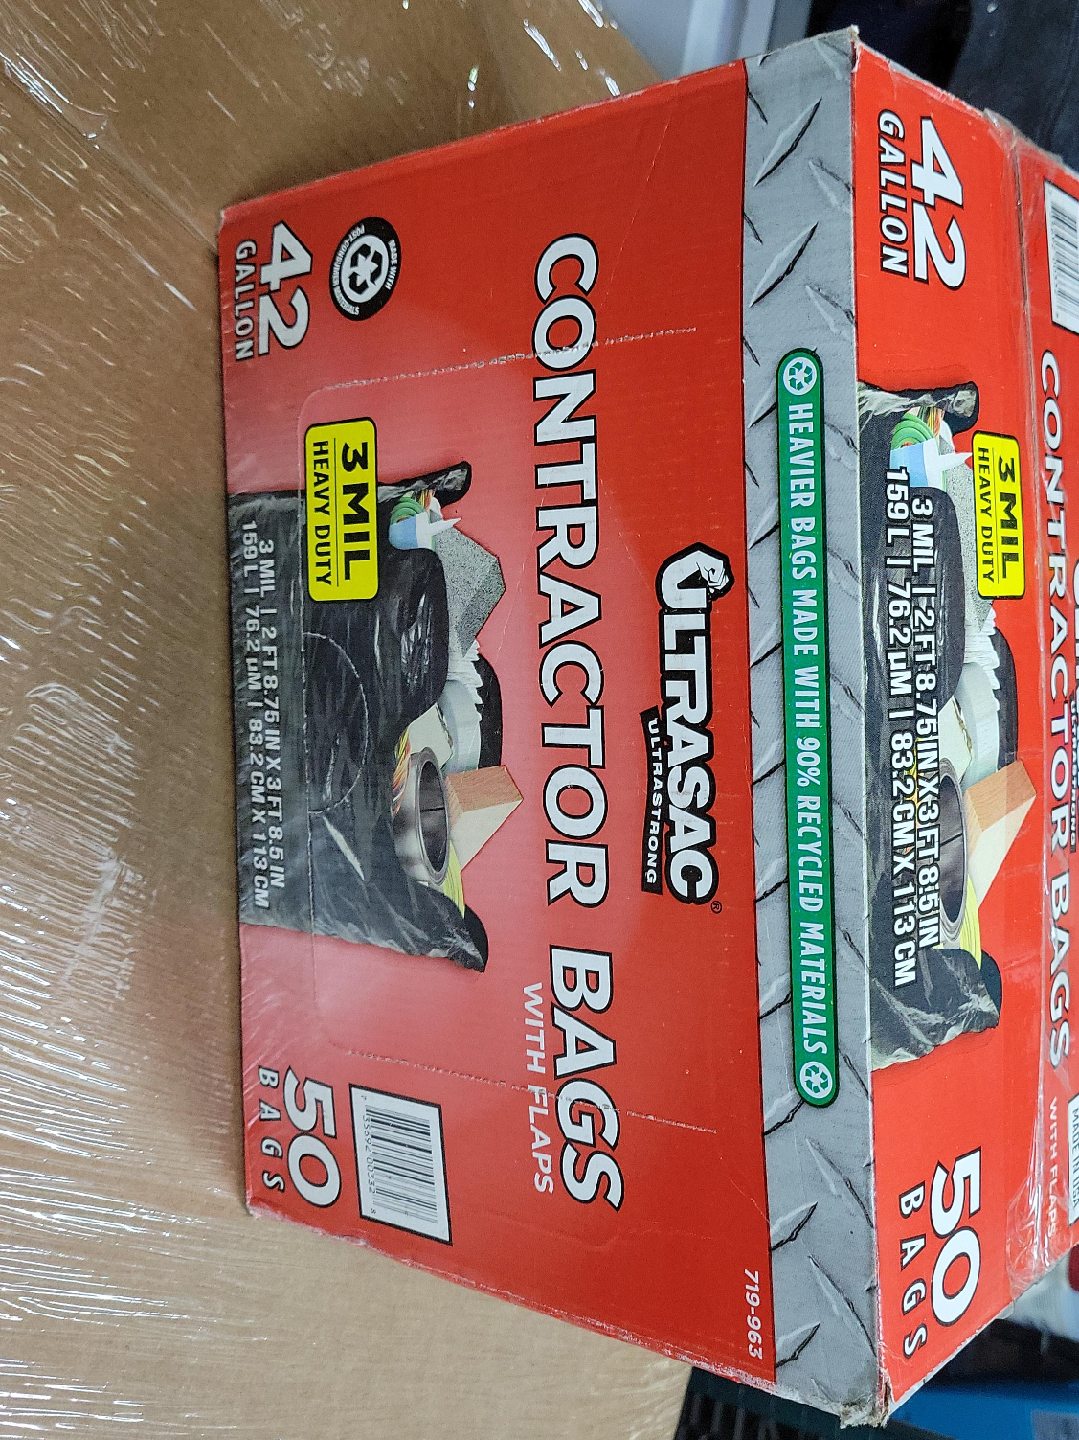 ULTRASAC®
ULTRASTRONG
CONTRACTOR BAGS
WITH FLAPS
42
GALLON
3 MIL
HEAVY DUTY
3 MIL | 2 FT 8.75 IN X 3 FT 8.5 IN
159 L | 76.2 µM | 83.2 CM X 113 CM
50
BAGS
719-963
HEAVIER BAGS MADE WITH 90% RECYCLED MATERIALS
42
GALLON
3 MIL
HEAVY DUTY
3 MIL | 2 FT 8.75 IN X 3 FT 8.5 IN
159 L | 76.2 µM | 83.2 CM X 113 CM
50
BAGS
CONTRACTOR BAGS
WITH FLAPS